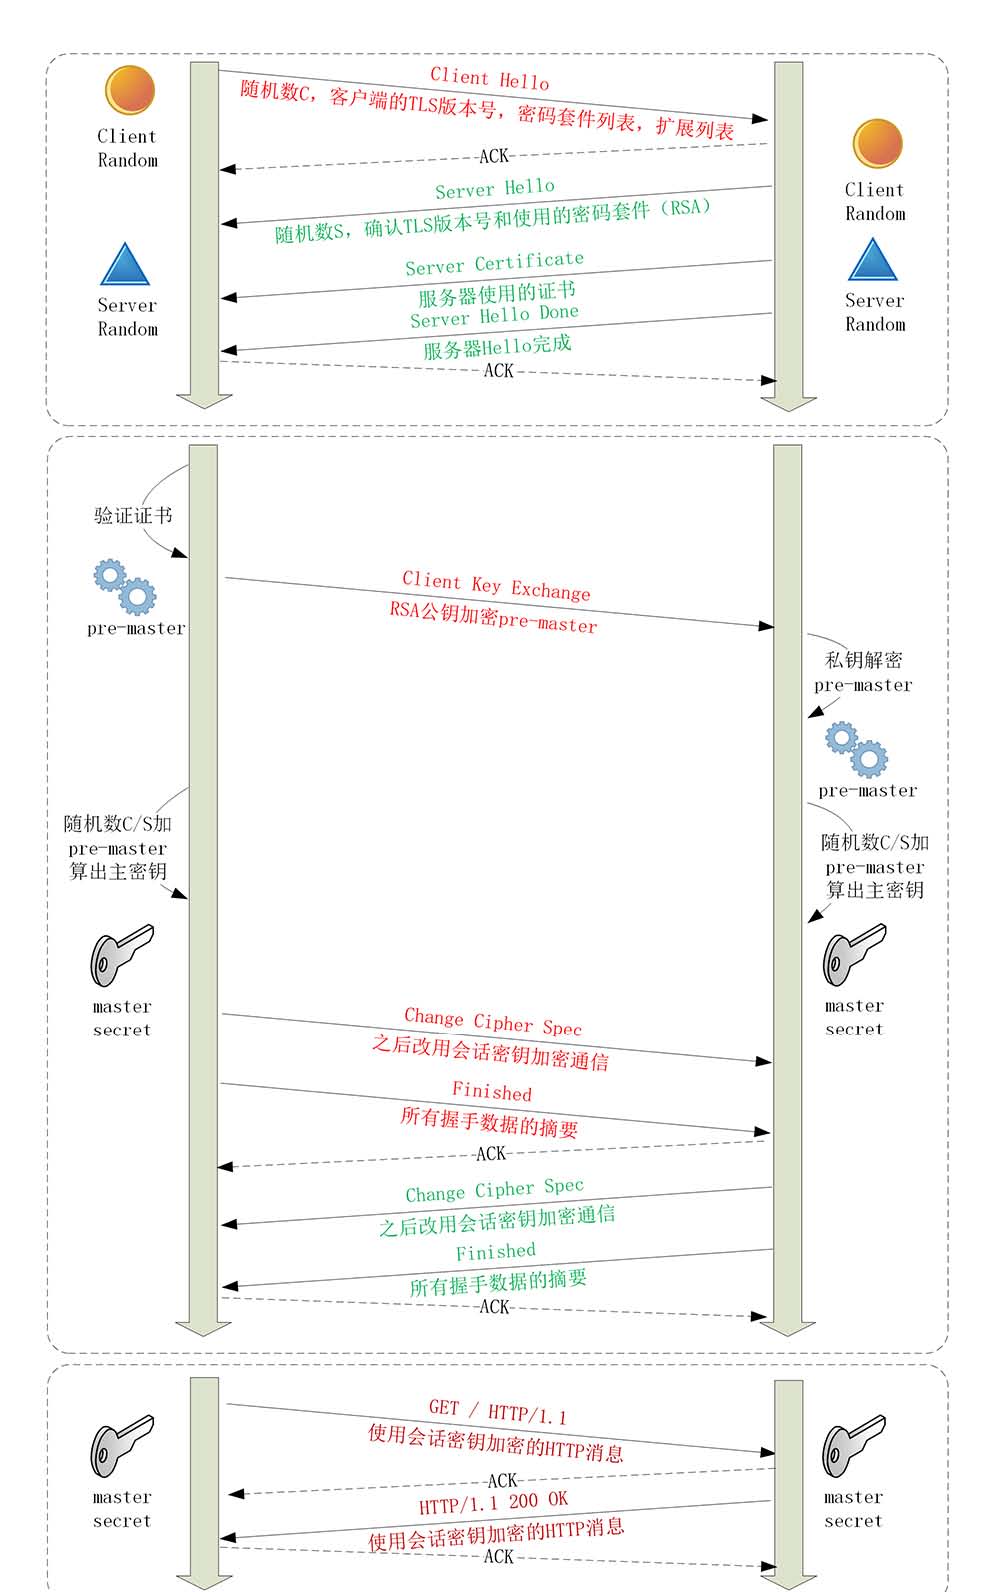 Client Hello
随机数C，客户端的TLS版本号，密码套件列表，扩展列表
Client
Random
ACK
Client
Random
Server Hello
随机数S，确认TLS版本号和使用的密码套件（RSA）
Server Certificate
服务器使用的证书
Server
Random
Server
Random
Server Hello Done
服务器Hello完成
ACK
验证证书
Client Key Exchange
RSA公钥加密pre-master
pre-master
私钥解密
pre-master
pre-master
随机数C/S加
pre-master
算出主密钥
随机数C/S加
pre-master
算出主密钥
master
secret
master
secret
Change Cipher Spec
之后改用会话密钥加密通信
Finished
所有握手数据的摘要
ACK
Change Cipher Spec
之后改用会话密钥加密通信
Finished
所有握手数据的摘要
ACK
GET / HTTP/1.1
使用会话密钥加密的HTTP消息
ACK
master
secret
master
secret
HTTP/1.1 200 OK
使用会话密钥加密的HTTP消息
ACK